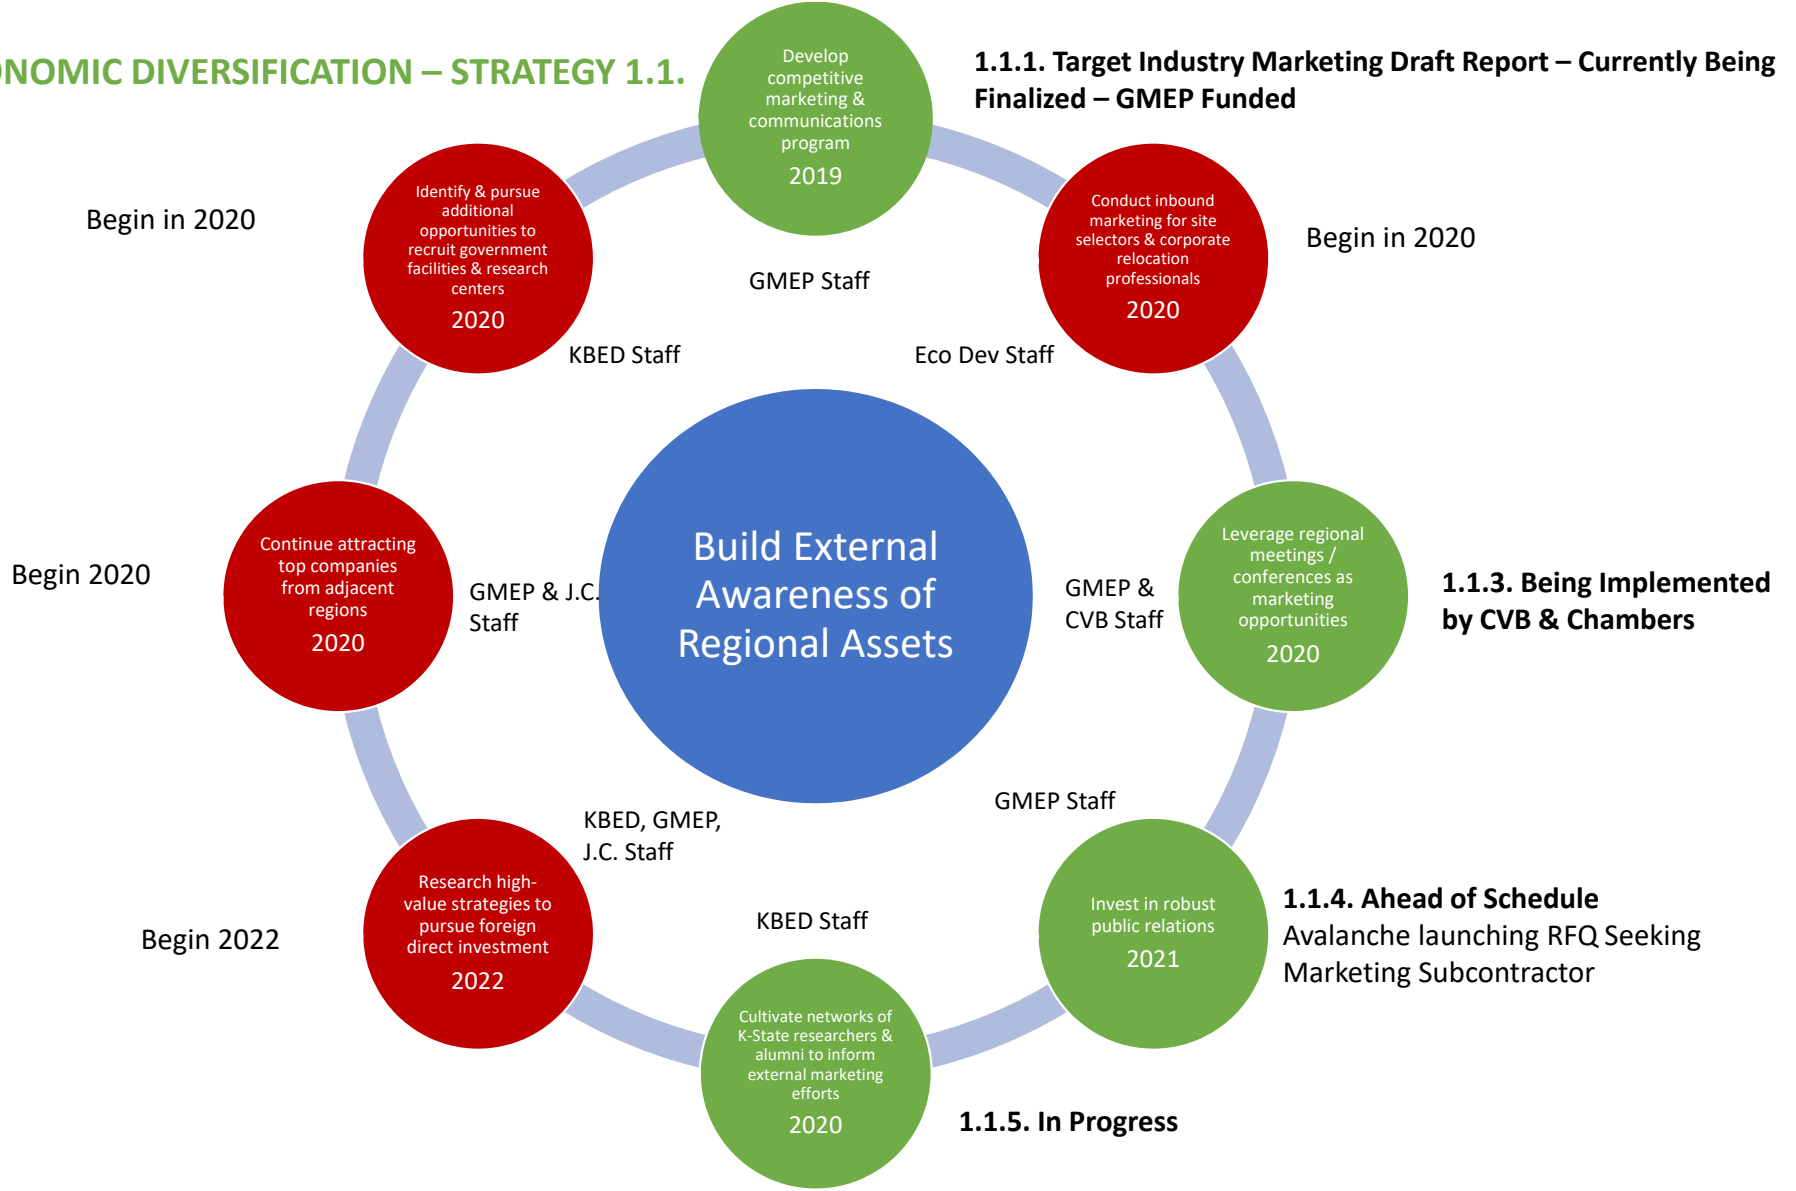 ONOMIC DIVERSIFICATION – STRATEGY 1.1.
Develop
competitive
marketing &
communications
program
2019
1.1.1. Target Industry Marketing Draft Report – Currently Being
Finalized – GMEP Funded
GMEP Staff
Conduct inbound
marketing for site
selectors & corporate
relocation
professionals
2020
Begin in 2020
Eco Dev Staff
Leverage regional
meetings /
conferences as
marketing
opportunities
2020
GMEP &
CVB Staff
1.1.3. Being Implemented
by CVB & Chambers
Invest in robust
public relations
2021
GMEP Staff
1.1.4. Ahead of Schedule
Avalanche launching RFQ Seeking
Marketing Subcontractor
Cultivate networks of
K-State researchers &
alumni to inform
external marketing
efforts
2020
KBED Staff
1.1.5. In Progress
Research high-
value strategies to
pursue foreign
direct investment
2022
KBED, GMEP,
J.C. Staff
Begin 2022
Continue attracting
top companies
from adjacent
regions
2020
GMEP & J.C.
Staff
Begin 2020
Identify & pursue
additional
opportunities to
recruit government
facilities & research
centers
2020
KBED Staff
Begin in 2020
Build External
Awareness of
Regional Assets